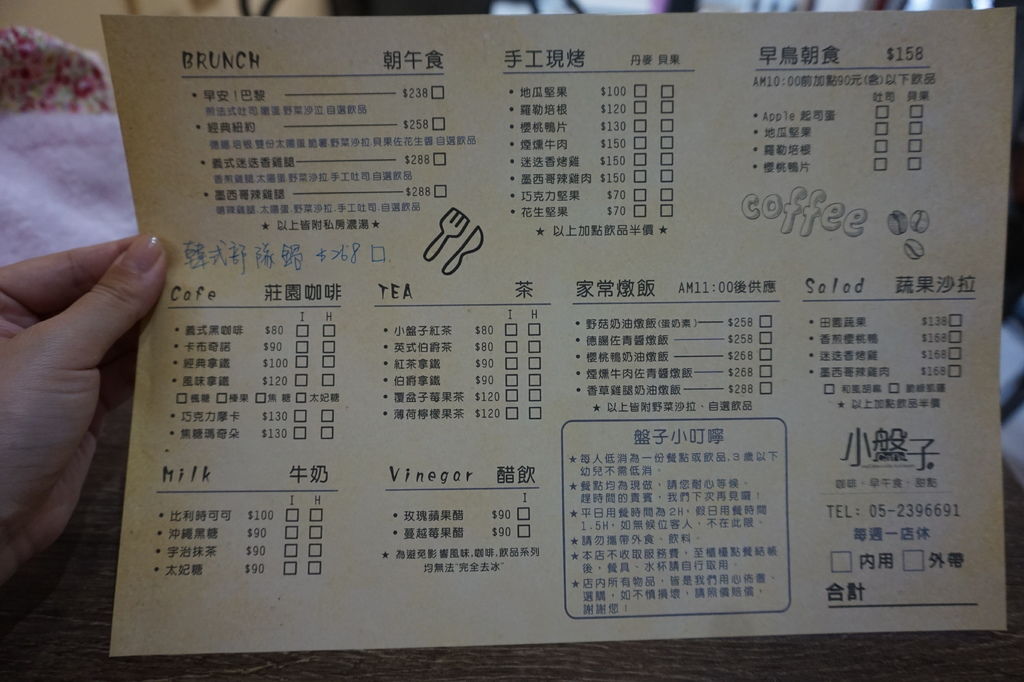 BRUNCH 朝午食
• 早安!巴黎 $238 □
煎法式吐司.嫩蛋.野菜沙拉.自選飲品
• 經典紐約 $258 □
德腸.培根.雙份太陽蛋.脆薯.野菜沙拉.貝果佐花生醬.自選飲品
• 義式迷迭香雞腿 $288 □
香煎雞腿.太陽蛋.野菜沙拉.手工吐司.自選飲品
• 墨西哥辣雞腿 $288 □
嫩辣雞腿.太陽蛋.野菜沙拉.手工吐司.自選飲品
★ 以上皆附私房濃湯 ★
韓式部隊鍋 $268 □.
手工現烤 丹麥 貝果
• 地瓜堅果 $100 □ □
• 羅勒培根 $120 □ □
• 櫻桃鴨片 $130 □ □
• 煙燻牛肉 $150 □ □
• 迷迭香烤雞 $150 □ □
• 墨西哥辣雞肉 $150 □ □
• 巧克力堅果 $70 □ □
• 花生堅果 $70 □ □
★ 以上加點飲品半價 ★
早鳥朝食 $158
AM10:00前加點90元(含)以下飲品
吐司 貝果
• Apple 起司蛋 □ □
• 地瓜堅果 □ □
• 羅勒培根 □ □
• 櫻桃鴨片 □ □
coffee
Cafe 莊園咖啡
I H
• 義式黑咖啡 $80 □ □
• 卡布奇諾 $90 □ □
• 經典拿鐵 $100 □ □
• 風味拿鐵 $120 □ □
□楓糖 □榛果 □焦糖 □太妃糖
• 巧克力摩卡 $130 □ □
• 焦糖瑪奇朵 $130 □ □
TEA 茶
I H
• 小盤子紅茶 $80 □ □
• 英式伯爵茶 $80 □ □
• 紅茶拿鐵 $90 □ □
• 伯爵拿鐵 $90 □ □
• 覆盆子莓果茶 $120 □ □
• 薄荷檸檬果茶 $120 □ □
家常燉飯 AM11:00後供應
• 野菇奶油燉飯(蛋奶素) $258 □
• 德腸佐青醬燉飯 $258 □
• 櫻桃鴨奶油燉飯 $268 □
• 煙燻牛肉佐青醬燉飯 $268 □
• 香草雞腿奶油燉飯 $288 □
★ 以上皆附野菜沙拉、自選飲品
Salad 蔬果沙拉
• 田園蔬果 $138 □
• 香煎櫻桃鴨 $168 □
• 迷迭香烤雞 $168 □
• 墨西哥辣雞 $168 □
□ 和風胡麻 □
★ 以上加點飲品半價
Milk 牛奶
I H
• 比利時可可 $100 □ □
• 沖繩黑糖 $90 □ □
• 宇治抹茶 $90 □ □
• 太妃糖 $90 □ □
Vinegar 醋飲
I
• 玫瑰蘋果醋 $90 □
• 蔓越莓果醋 $90 □
★ 為避免影響風味,咖啡,飲品系列
均無法"完全去冰"
盤子小叮嚀
★每人低消為一份餐點或飲品,3歲以下
幼兒不需低消。
★餐點均為現做,請您耐心等候。
趕時間的貴賓,我們下次再見囉!
★平日用餐時間為2H,假日用餐時間
1.5H,如無候位客人,不在此限。
★請勿攜帶外食、飲料。
★本店不收取服務費,至櫃檯點餐結帳
後,餐具、水杯請自行取用。
★店內所有物品,皆是我們用心佈置、
選購,如不慎損壞,請照價賠償,
謝謝您!
小盤子
咖啡。早午食。甜點
TEL: 05-2396691
每週一店休
□ 內用 □ 外帶
合計